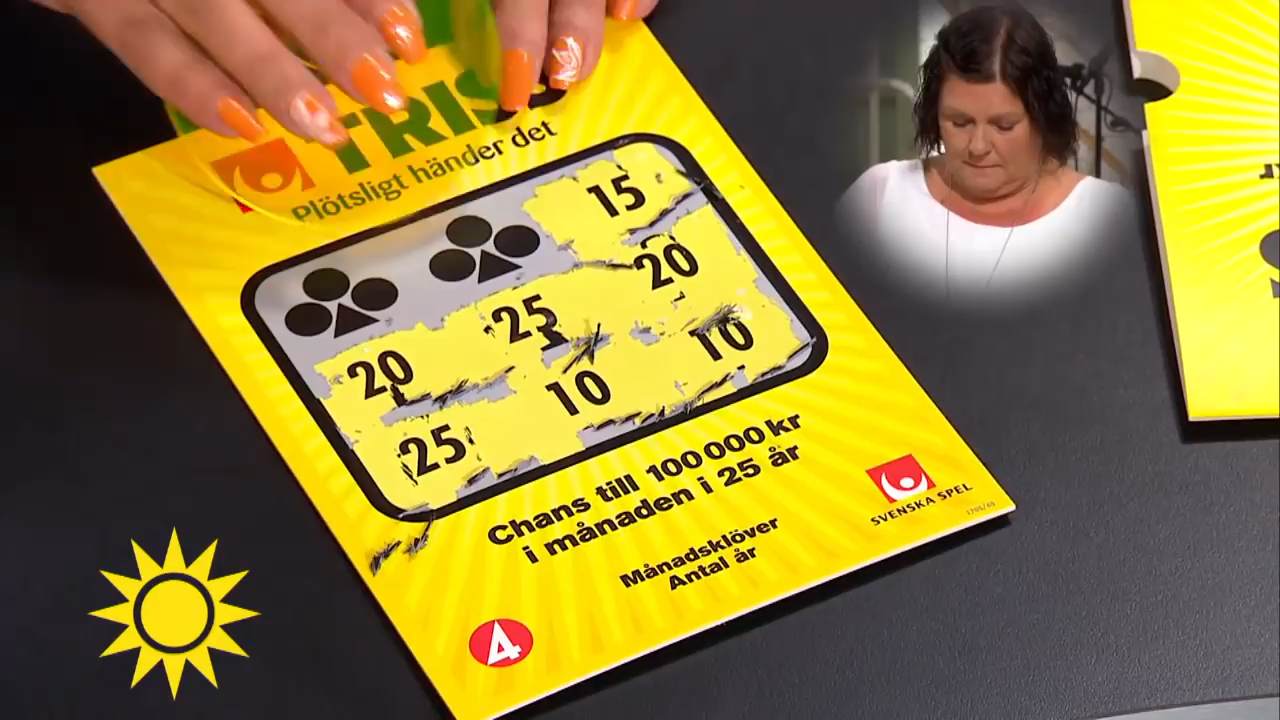 TRISS
Plötsligt händer det
15
20 25 20
25 10 10
Chans till 100 000 kr
i månaden i 25 år
Månadsklöver
Antal år
SVENSKA SPEL
4